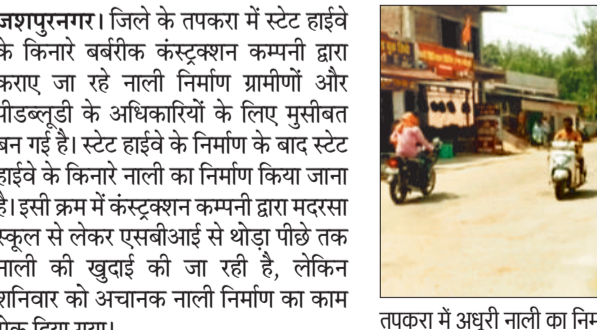 जशपुरनगर। जिले के तपकरा में स्टेट हाईवे
के किनारे बर्बरीक कंस्ट्रक्शन कम्पनी द्वारा
कराए जा रहे नाली निर्माण ग्रामीणों और
पीडब्लूडी के अधिकारियों के लिए मुसीबत
बन गई है। स्टेट हाईवे के निर्माण के बाद स्टेट
हाईवे के किनारे नाली का निर्माण किया जाना
है। इसी क्रम में कंस्ट्रक्शन कम्पनी द्वारा मदरसा
स्कूल से लेकर एसबीआई से थोड़ा पीछे तक
नाली की खुदाई की जा रही है, लेकिन
शनिवार को अचानक नाली निर्माण का काम
दिया गया।
तपकरा में अधूरी नाली का